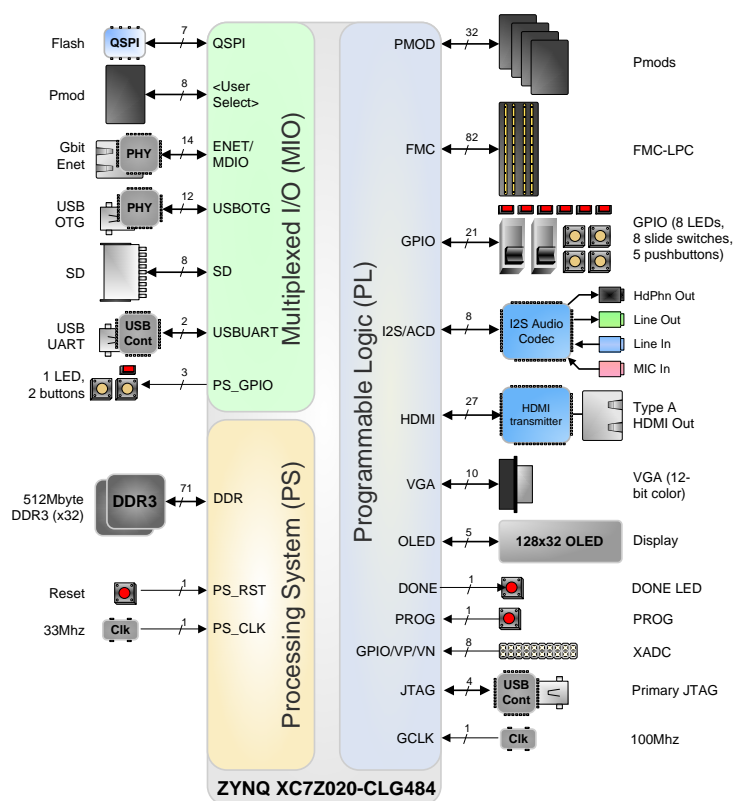 Flash
QSPI
7
QSPI
Pmod
8
<User
Select>
Gbit
Enet
PHY
14
ENET/
MDIO
USB
OTG
PHY
12
USBOTG
SD
8
SD
USB
UART
USB
Cont
2
USBUART
1 LED,
2 buttons
3
PS_GPIO
Multiplexed I/O (MIO)
512Mbyte
DDR3 (x32)
DDR3
71
DDR
Reset
1
PS_RST
33Mhz
Clk
1
PS_CLK
Processing System (PS)
Programmable Logic (PL)
PMOD
32
Pmods
FMC
82
FMC-LPC
GPIO
21
GPIO (8 LEDs,
8 slide switches,
5 pushbuttons)
I2S/ACD
8
I2S Audio
Codec
HdPhn Out
Line Out
Line In
MIC In
HDMI
27
HDMI
transmitter
Type A
HDMI Out
VGA
10
VGA (12-
bit color)
OLED
5
128x32 OLED
Display
DONE
1
DONE LED
PROG
1
PROG
GPIO/VP/VN
8
XADC
JTAG
4
USB
Cont
Primary JTAG
GCLK
1
Clk
100Mhz
ZYNQ XC7Z020-CLG484